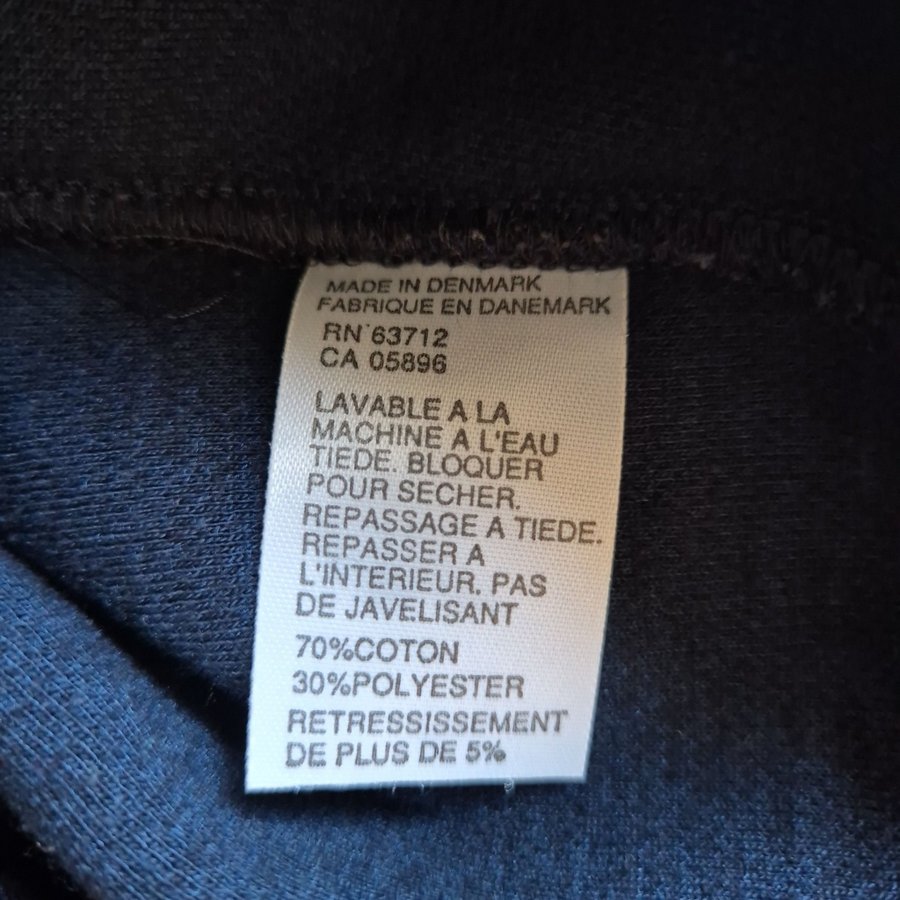 MADE IN DENMARK
FABRIQUE EN DANEMARK
RN 63712
CA 05896
LAVABLE A LA
MACHINE A L'EAU
TIEDE. BLOQUER
POUR SECHER.
REPASSAGE A TIEDE.
REPASSER A
L'INTERIEUR. PAS
DE JAVELISANT
70%COTON
30%POLYESTER
RETRESSISSEMENT
DE PLUS DE 5%